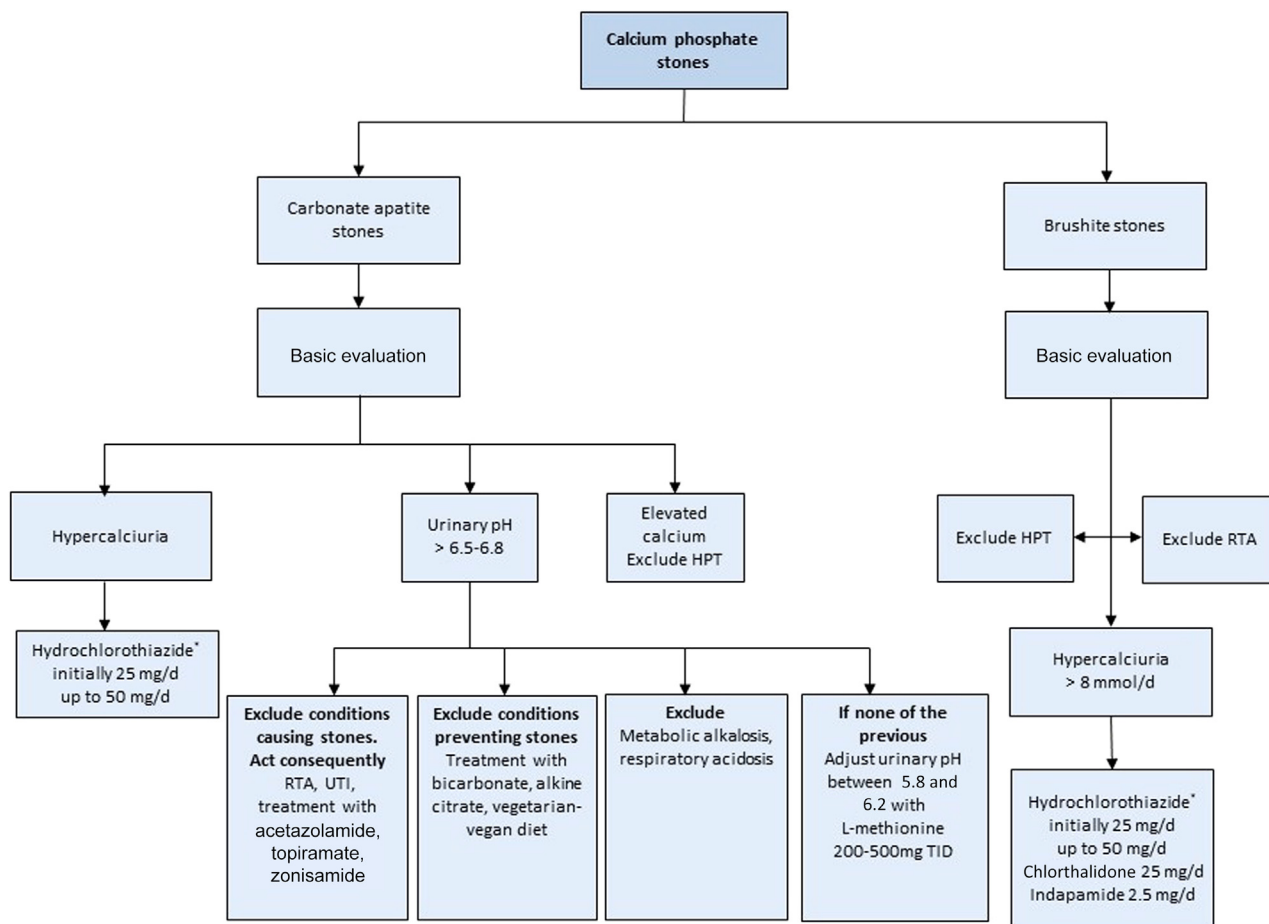 Calcium phosphate
stones
Carbonate apatite
stones
Brushite stones
Basic evaluation
Basic evaluation
Hypercalciuria
Urinary pH
> 6.5-6.8
Elevated
calcium
Exclude HPT
Exclude HPT
Exclude RTA
Hydrochlorothiazide*
initially 25 mg/d
up to 50 mg/d
Hypercalciuria
> 8 mmol/d
Exclude conditions
causing stones.
Act consequently
RTA, UTI,
treatment with
acetazolamide,
topiramate,
zonisamide
Exclude conditions
preventing stones
Treatment with
bicarbonate, alkine
citrate, vegetarian-
vegan diet
Exclude
Metabolic alkalosis,
respiratory acidosis
If none of the
previous
Adjust urinary pH
between 5.8 and
6.2 with
L-methionine
200-500mg TID
Hydrochlorothiazide*
initially 25 mg/d
up to 50 mg/d
Chlorthalidone 25 mg/d
Indapamide 2.5 mg/d